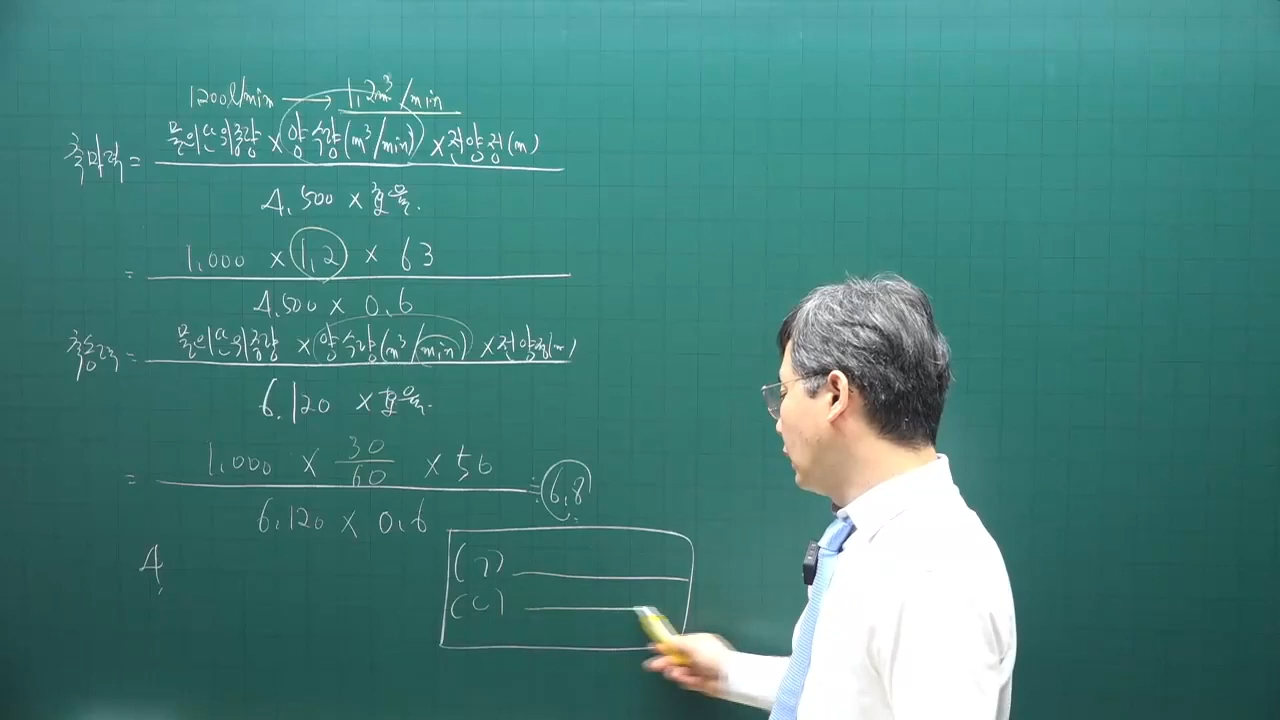 1200l/min → 1,2m³/min
축마력 = 물의단위중량 × 양수량(m³/min) × 전양정(m)
4,500 × 효율.
= 1,000 × 1,2 × 63
4,500 × 0.6
축동력 = 물의단위중량 × 양수량(m³/min) × 전양정(m)
6,120 × 효율.
= 1,000 × 30/60 × 50 ≒ 6,8
6,120 × 0,6
4,
(ㄱ)
(ㄴ)